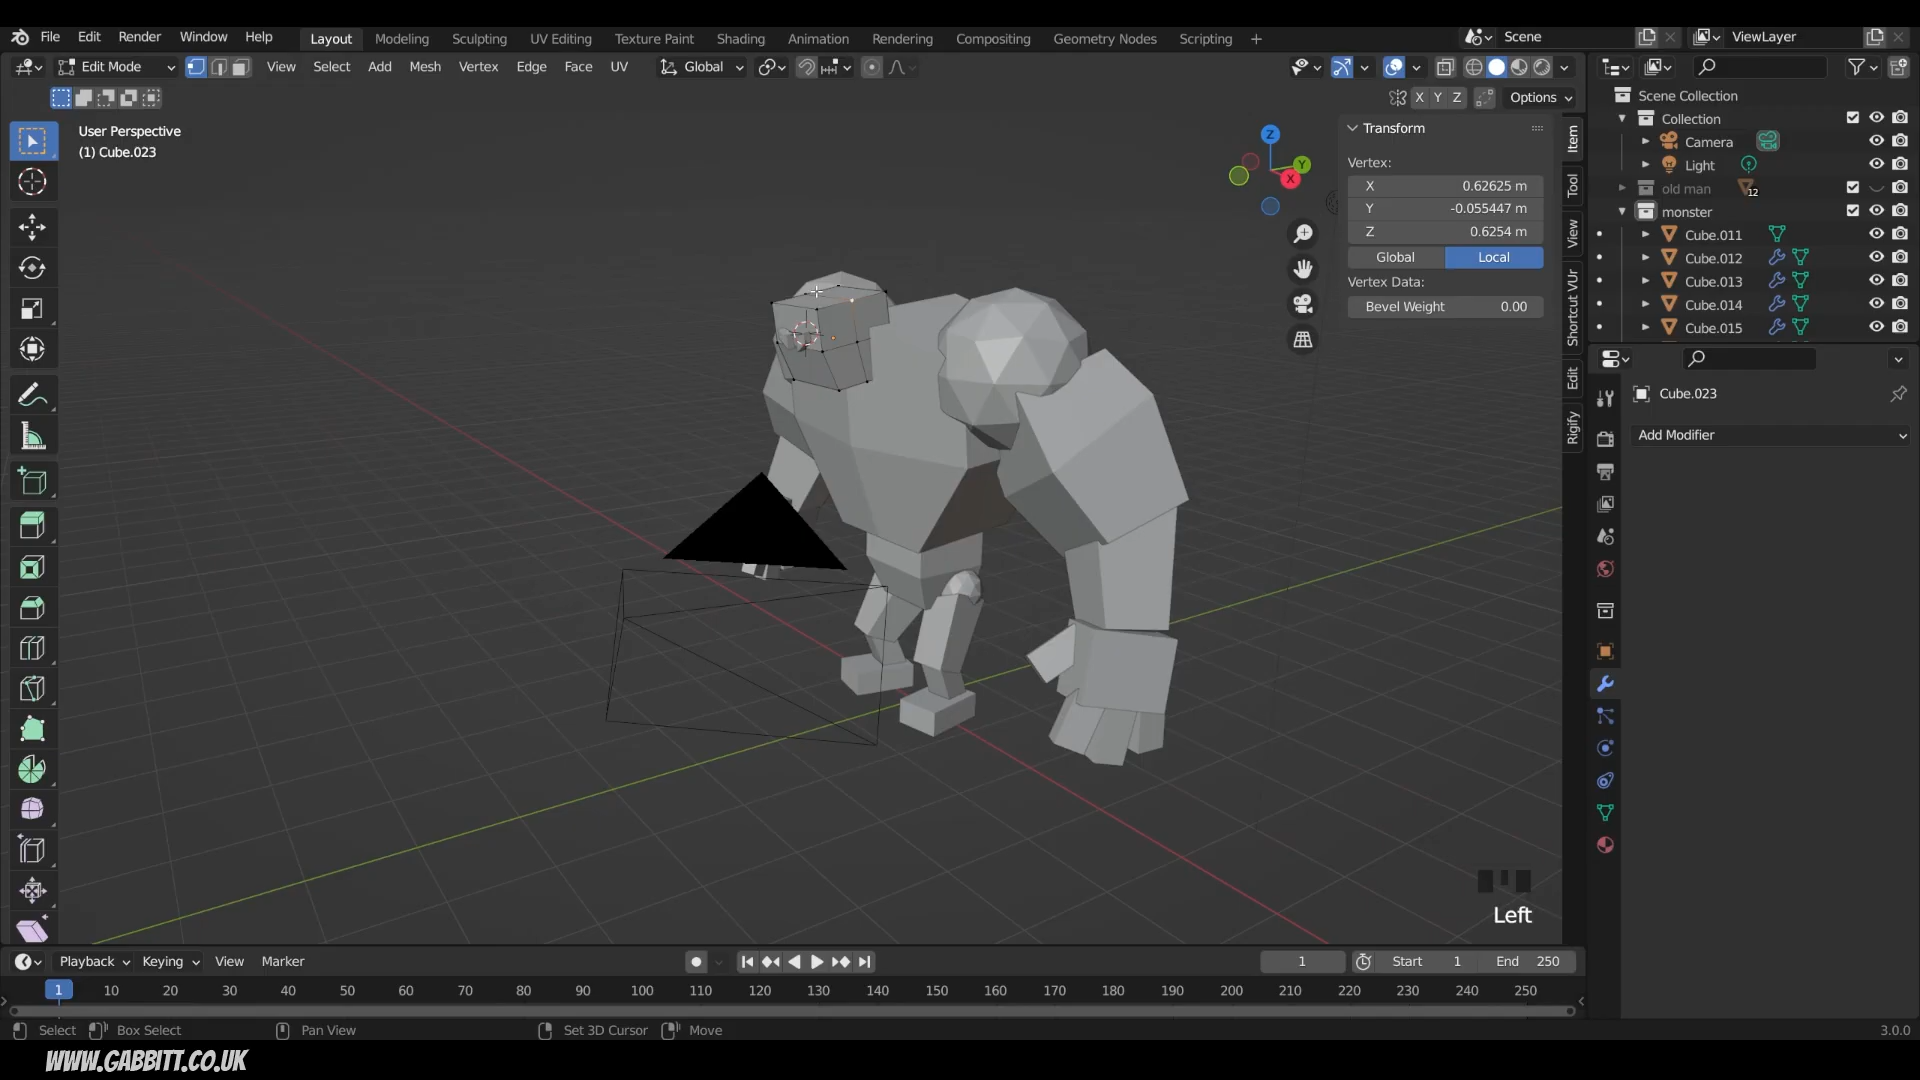 File Edit Render Window Help Layout Modeling Sculpting UV Editing Texture Paint Shading Animation Rendering Compositing Geometry Nodes Scripting + Scene ViewLayer
Edit Mode View Select Add Mesh Vertex Edge Face UV Global
X Y Z Options
User Perspective
(1) Cube.023
Z
Y
X
Transform
Vertex:
X 0.62625 m
Y -0.055447 m
Z 0.6254 m
Global Local
Vertex Data:
Bevel Weight 0.00
Item
Tool
View
Shortcut VUr
Edit
Rigify
Scene Collection
Collection
Camera
Light
old man 12
monster
Cube.011
Cube.012
Cube.013
Cube.014
Cube.015
Cube.023
Add Modifier
Left
Playback Keying View Marker 1 Start 1 End 250
1 10 20 30 40 50 60 70 80 90 100 110 120 130 140 150 160 170 180 190 200 210 220 230 240 250
Select Box Select Pan View Set 3D Cursor Move 3.0.0
WWW.GABBITT.CO.UK